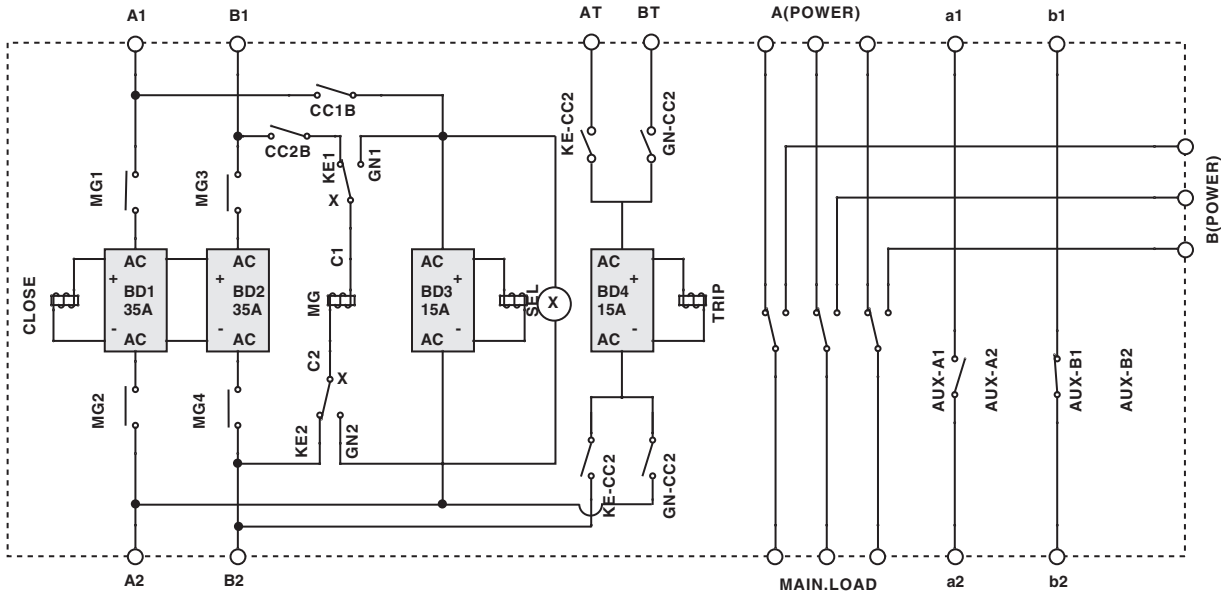 A1
B1
AT
BT
A(POWER)
a1
b1
CC1B
CC2B
KE1
GN1
X
KE-CC2
GN-CC2
B(POWER)
MG1
MG3
C1
CLOSE
AC
+
BD1
35A
-
AC
AC
+
BD2
35A
-
AC
MG
AC
+
BD3
15A
-
AC
SEL
X
AC
+
BD4
15A
-
AC
TRIP
C2
X
MG2
MG4
KE2
GN2
KE-CC2
GN-CC2
AUX-A1
AUX-A2
AUX-B1
AUX-B2
A2
B2
MAIN.LOAD
a2
b2